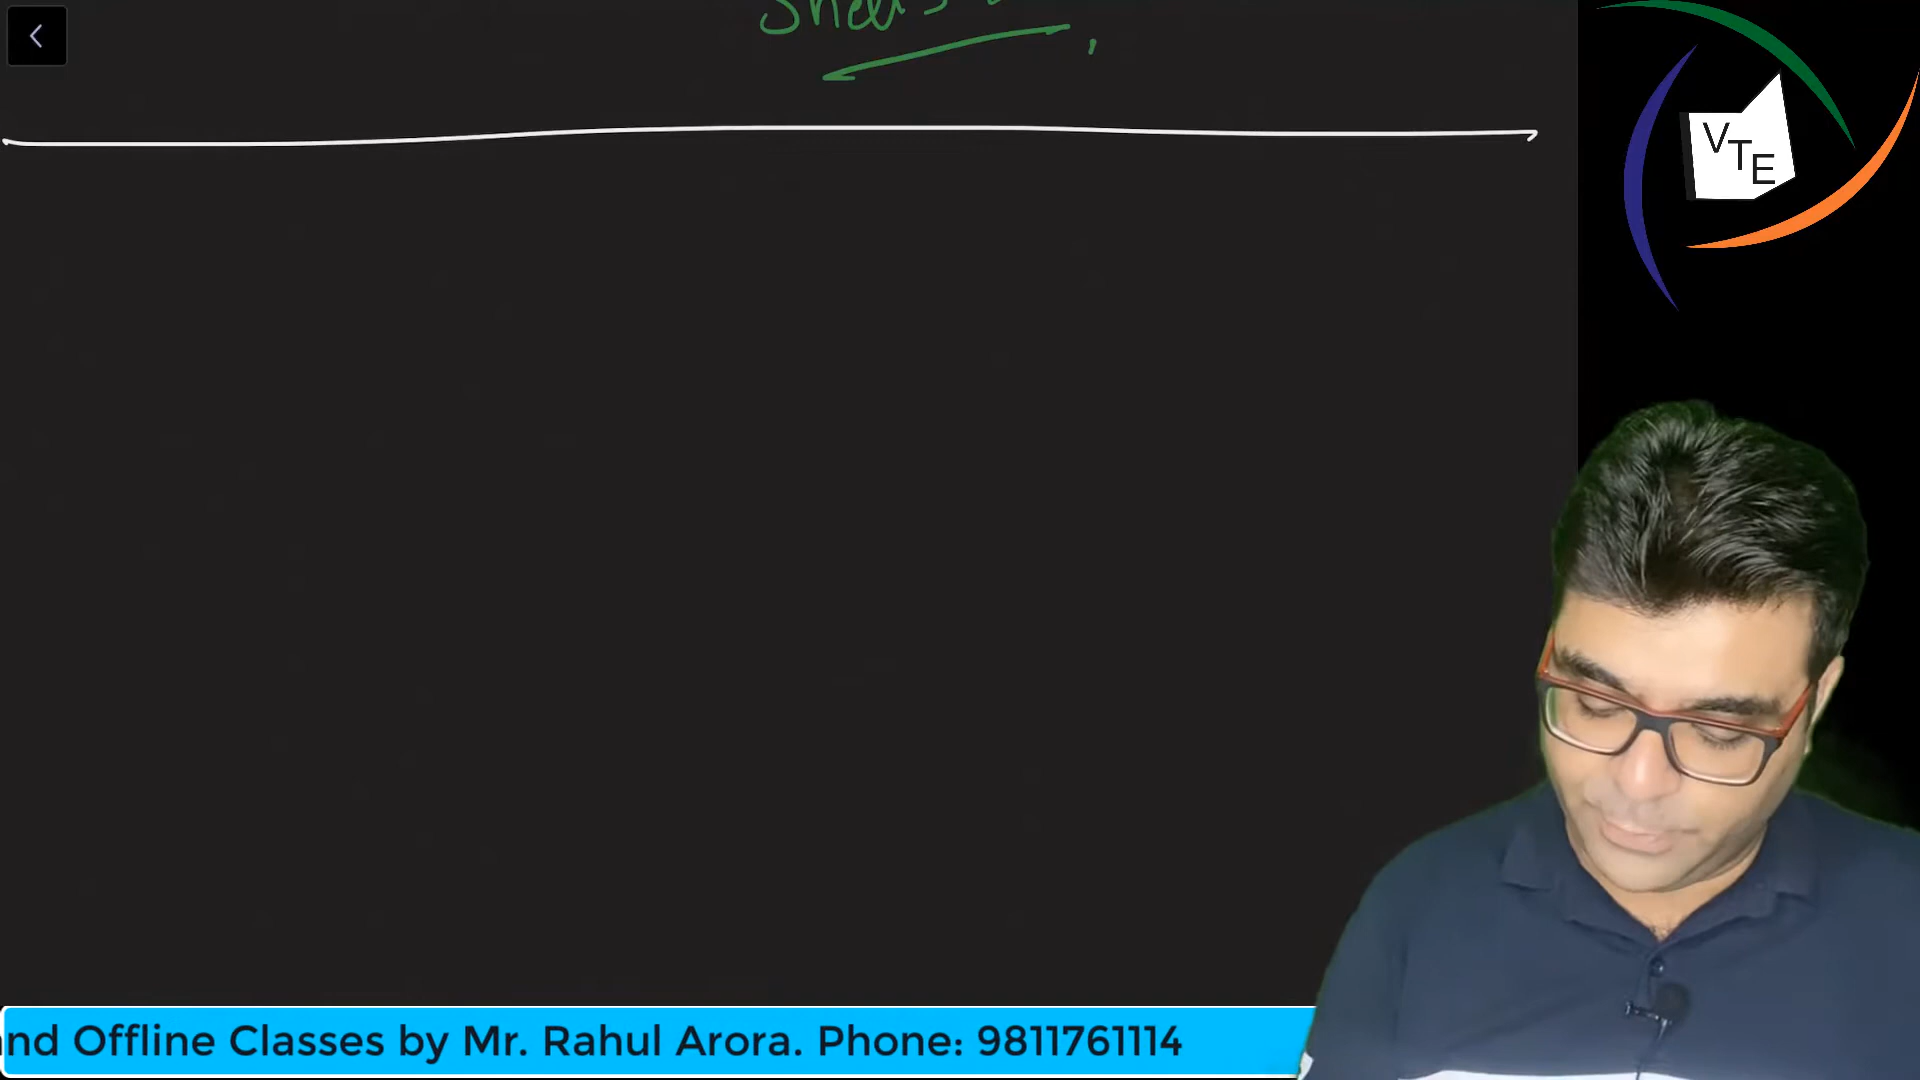 VTE
nd Offline Classes by Mr. Rahul Arora. Phone: 9811761114